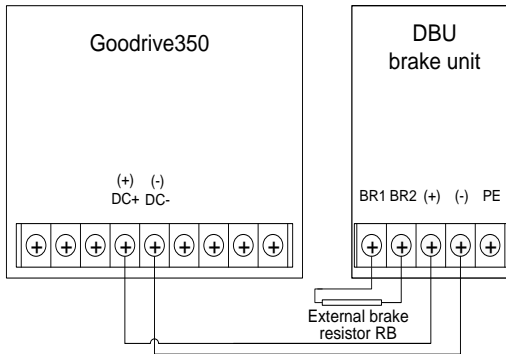 Goodrive350
(+) (-)
DC+ DC-
DBU
brake unit
BR1 BR2 (+) (-) PE
External brake
resistor RB